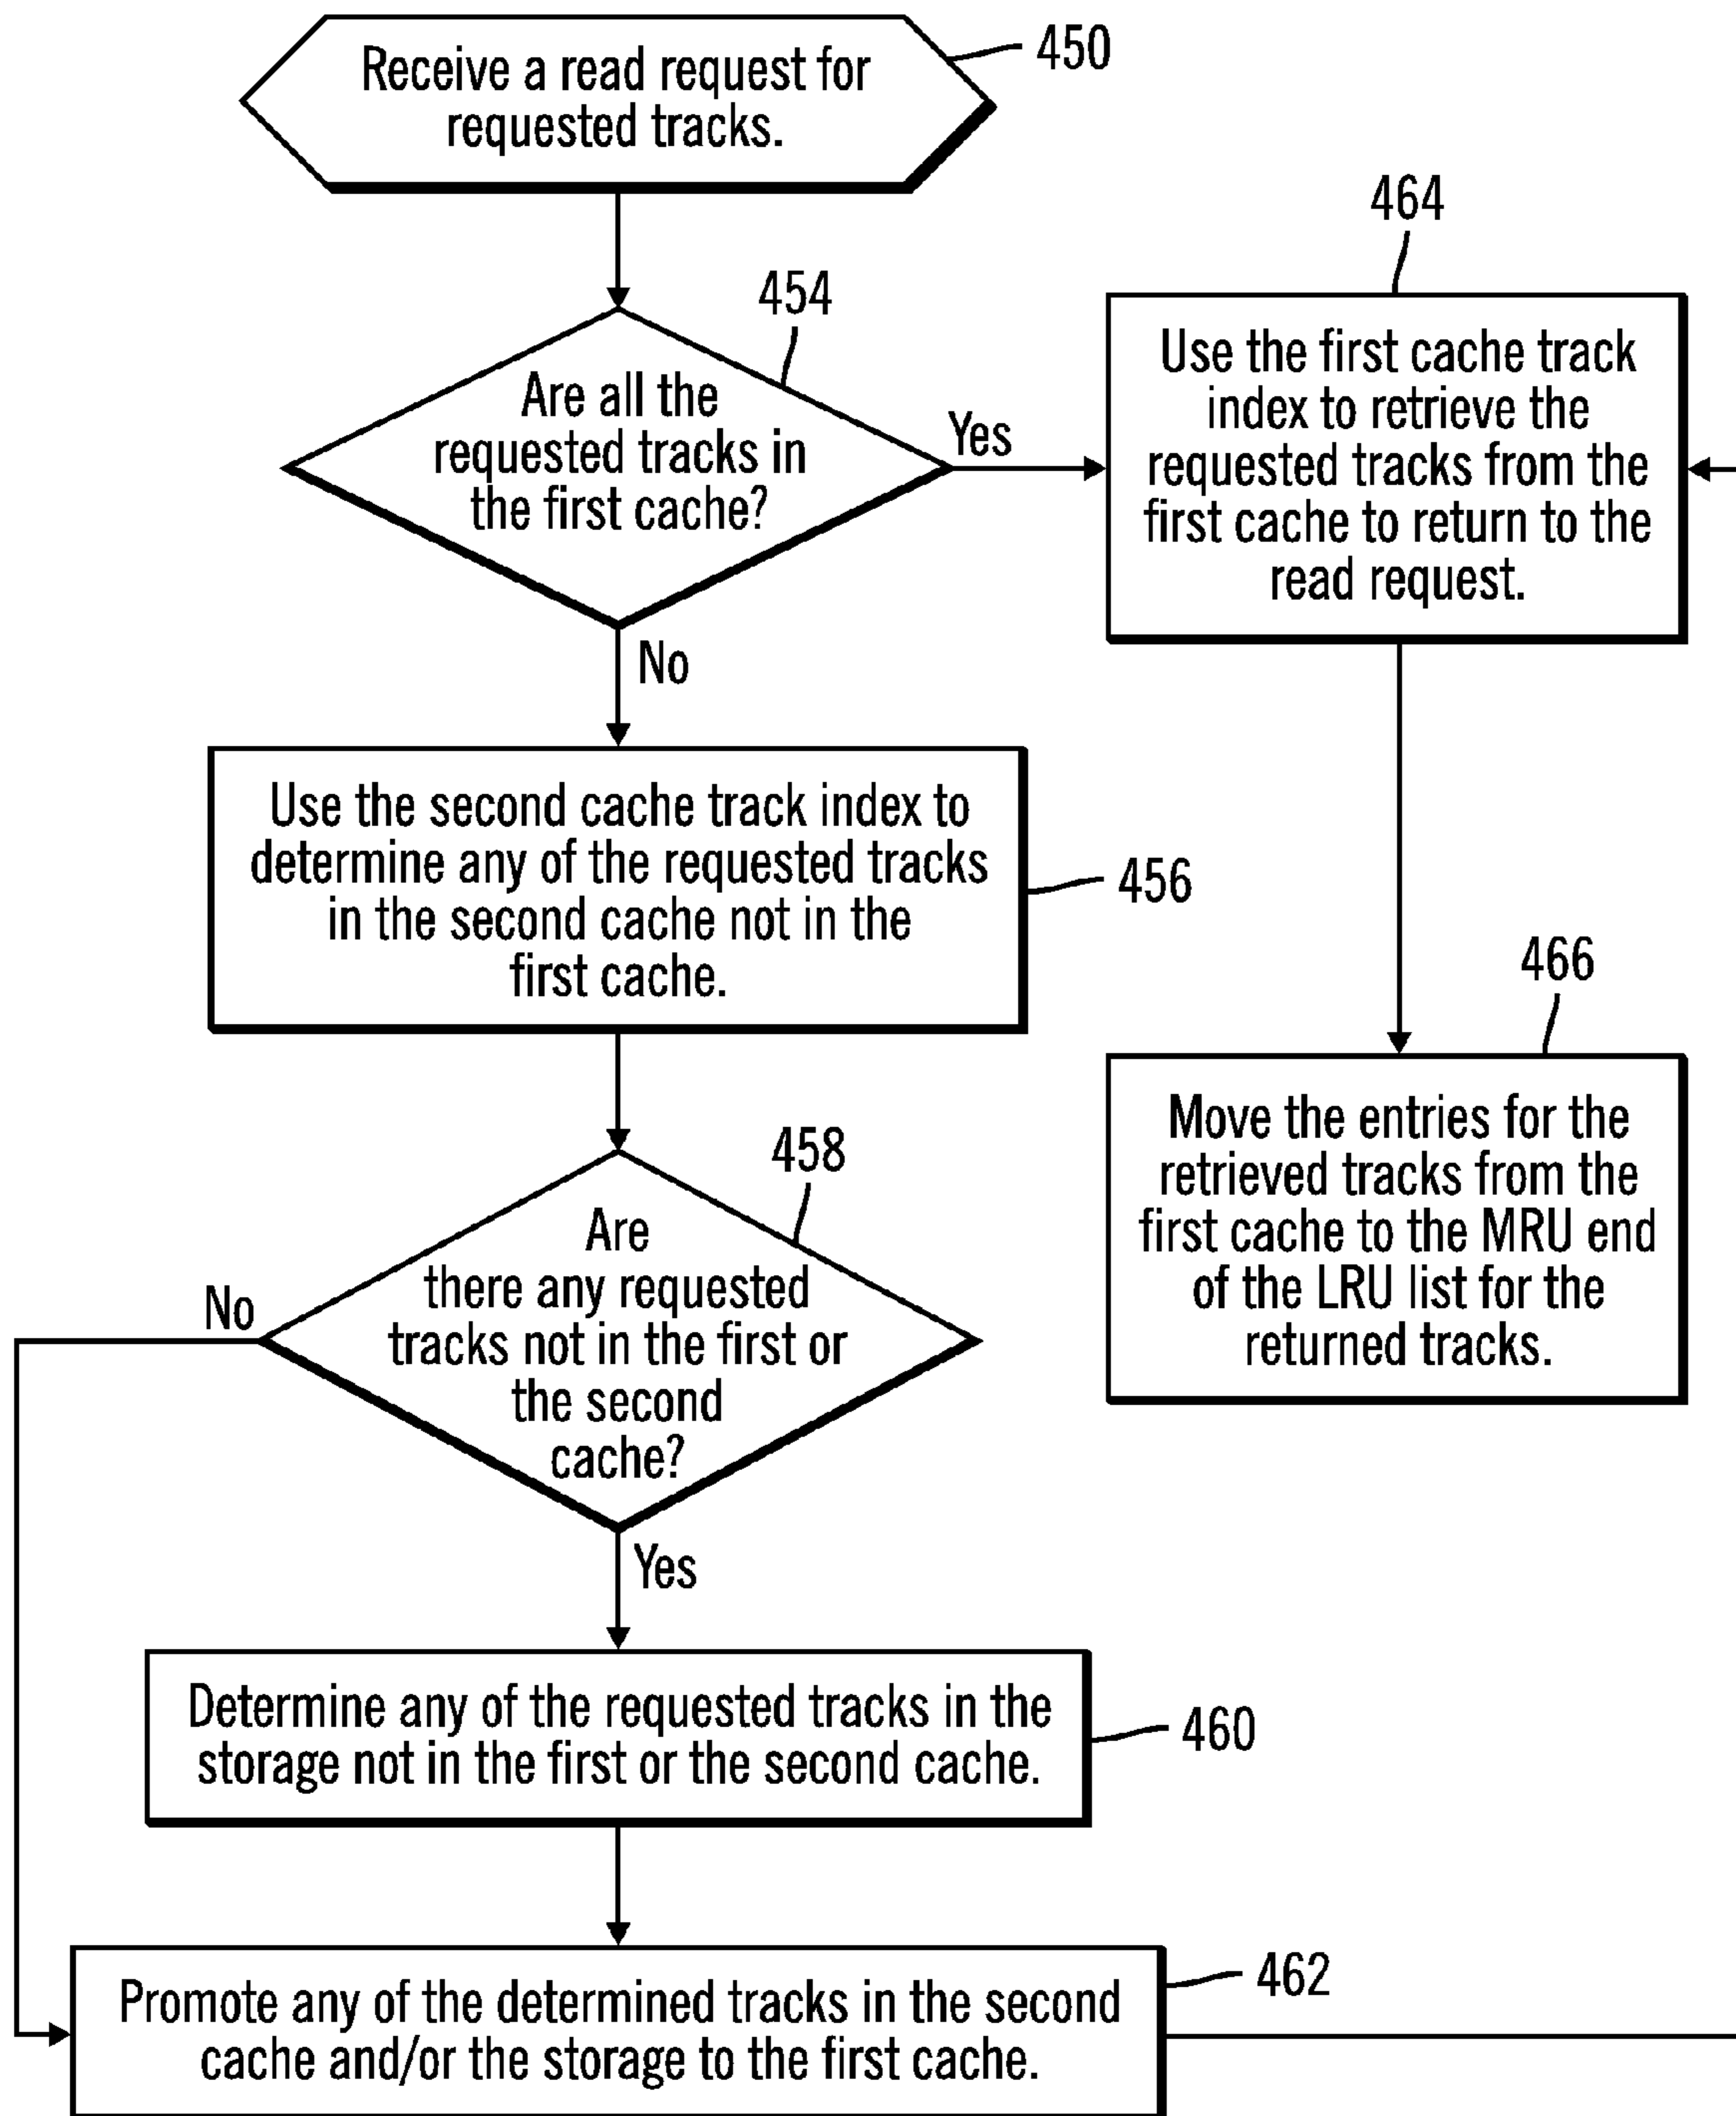 Receive a read request for
requested tracks.
450
454
Are all the
requested tracks in
the first cache?
Yes
No
464
Use the first cache track
index to retrieve the
requested tracks from the
first cache to return to the
read request.
Use the second cache track index to
determine any of the requested tracks
in the second cache not in the
first cache.
456
466
Move the entries for the
retrieved tracks from the
first cache to the MRU end
of the LRU list for the
returned tracks.
458
Are
there any requested
tracks not in the first or
the second
cache?
No
Yes
Determine any of the requested tracks in the
storage not in the first or the second cache.
460
Promote any of the determined tracks in the second
cache and/or the storage to the first cache.
462